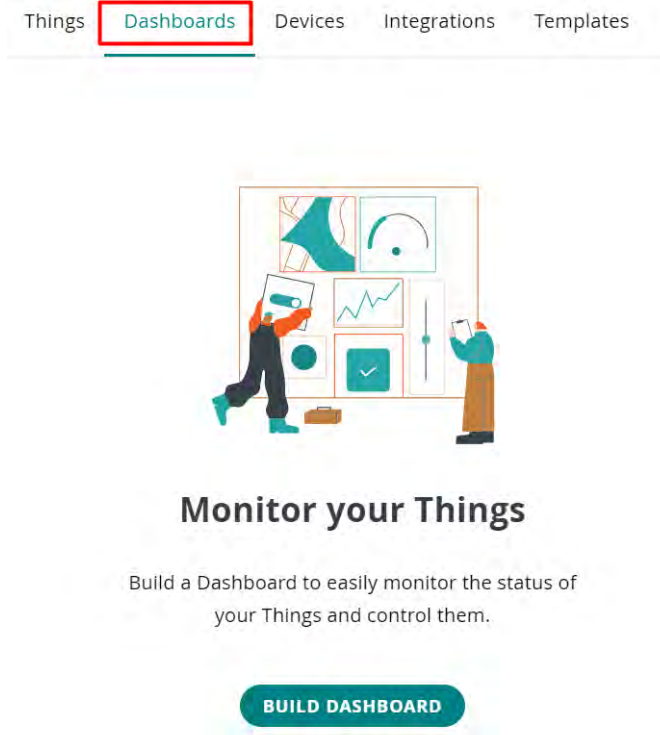 Things Dashboards Devices Integrations Templates
Monitor your Things
Build a Dashboard to easily monitor the status of
your Things and control them.
BUILD DASHBOARD